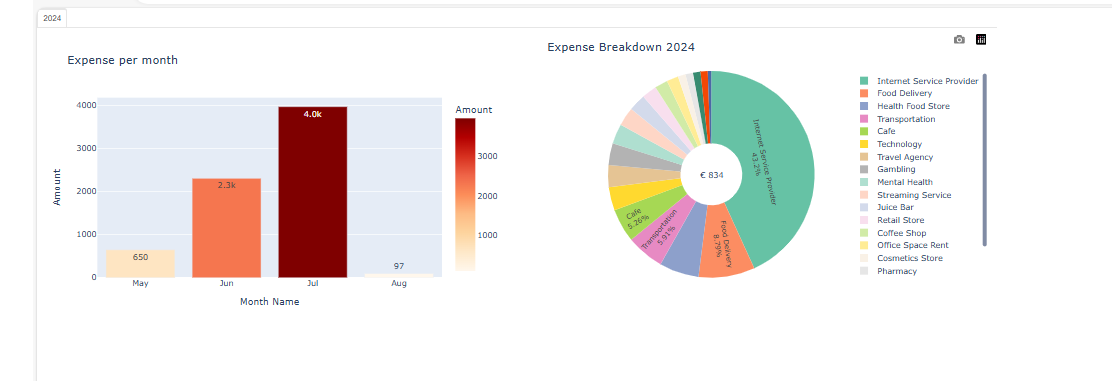 2024
Expense per month
Amount
4000
3000
2000
1000
0
650
2.3k
4.0k
97
May
Jun
Jul
Aug
Month Name
Amount
3000
2000
1000
Expense Breakdown 2024
Internet Service Provider
43.2%
Food Delivery
8.79%
Transportation
5.91%
Cafe
5.26%
€ 834
Internet Service Provider
Food Delivery
Health Food Store
Transportation
Cafe
Technology
Travel Agency
Gambling
Mental Health
Streaming Service
Juice Bar
Retail Store
Coffee Shop
Office Space Rent
Cosmetics Store
Pharmacy